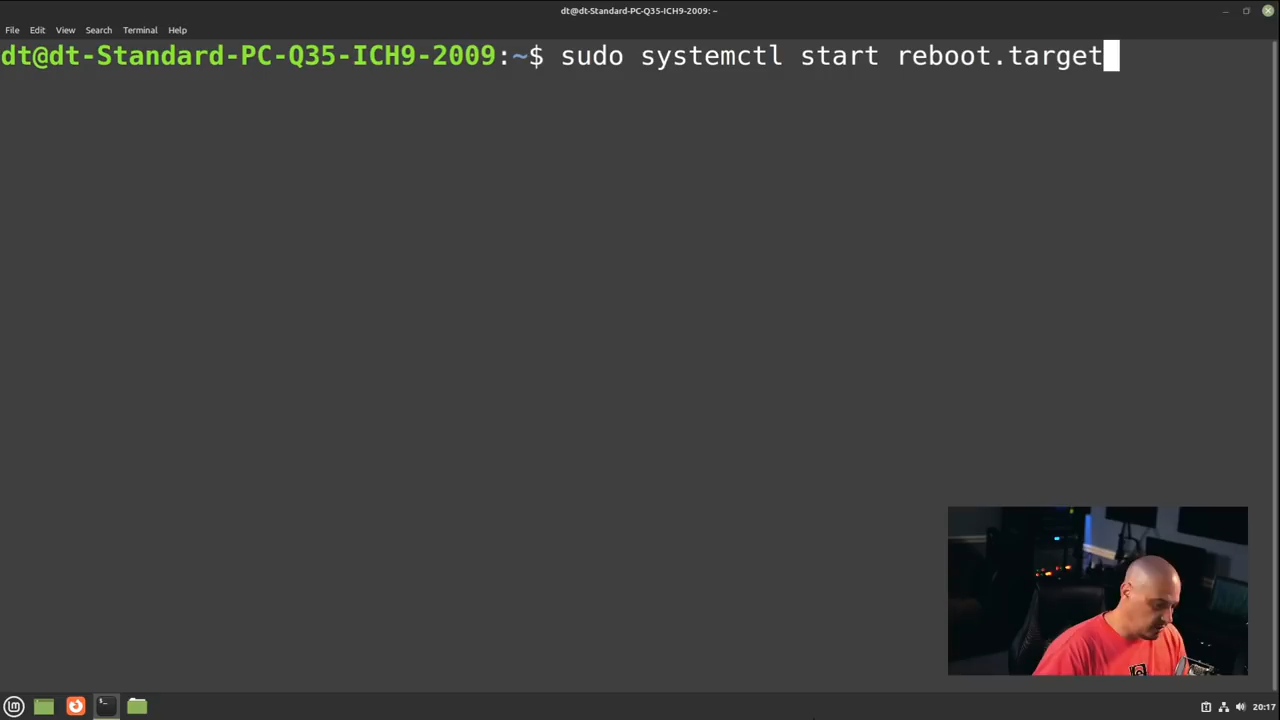 dt@dt-Standard-PC-Q35-ICH9-2009: ~
File Edit View Search Terminal Help
dt@dt-Standard-PC-Q35-ICH9-2009:~$ sudo systemctl start reboot.target
20:17